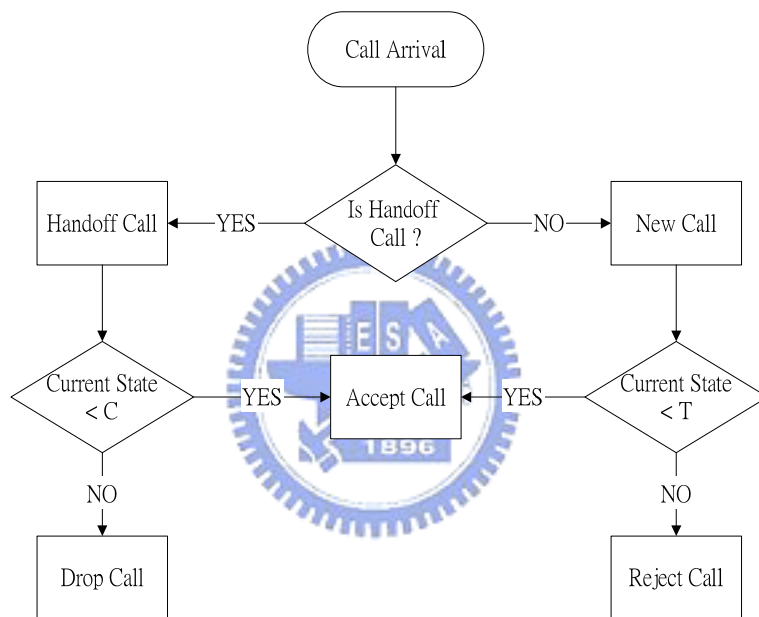 Call Arrival
Is Handoff
Call ?
YES
NO
Handoff Call
New Call
Current State
< C
YES
Accept Call
YES
Current State
< T
NO
NO
Drop Call
Reject Call
E S A
1896